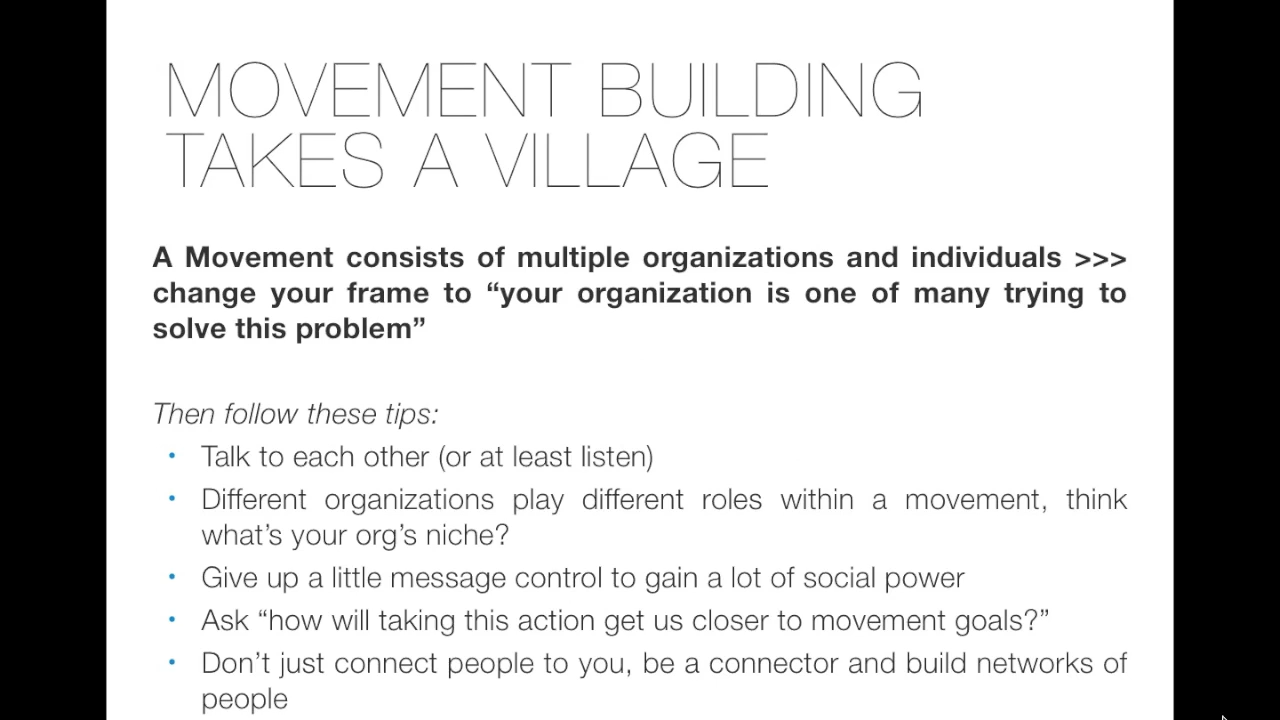 MOVEMENT BUILDING
TAKES A VILLAGE
A Movement consists of multiple organizations and individuals >>>
change your frame to “your organization is one of many trying to
solve this problem”
Then follow these tips:
• Talk to each other (or at least listen)
• Different organizations play different roles within a movement, think
what’s your org’s niche?
• Give up a little message control to gain a lot of social power
• Ask “how will taking this action get us closer to movement goals?”
• Don’t just connect people to you, be a connector and build networks of
people